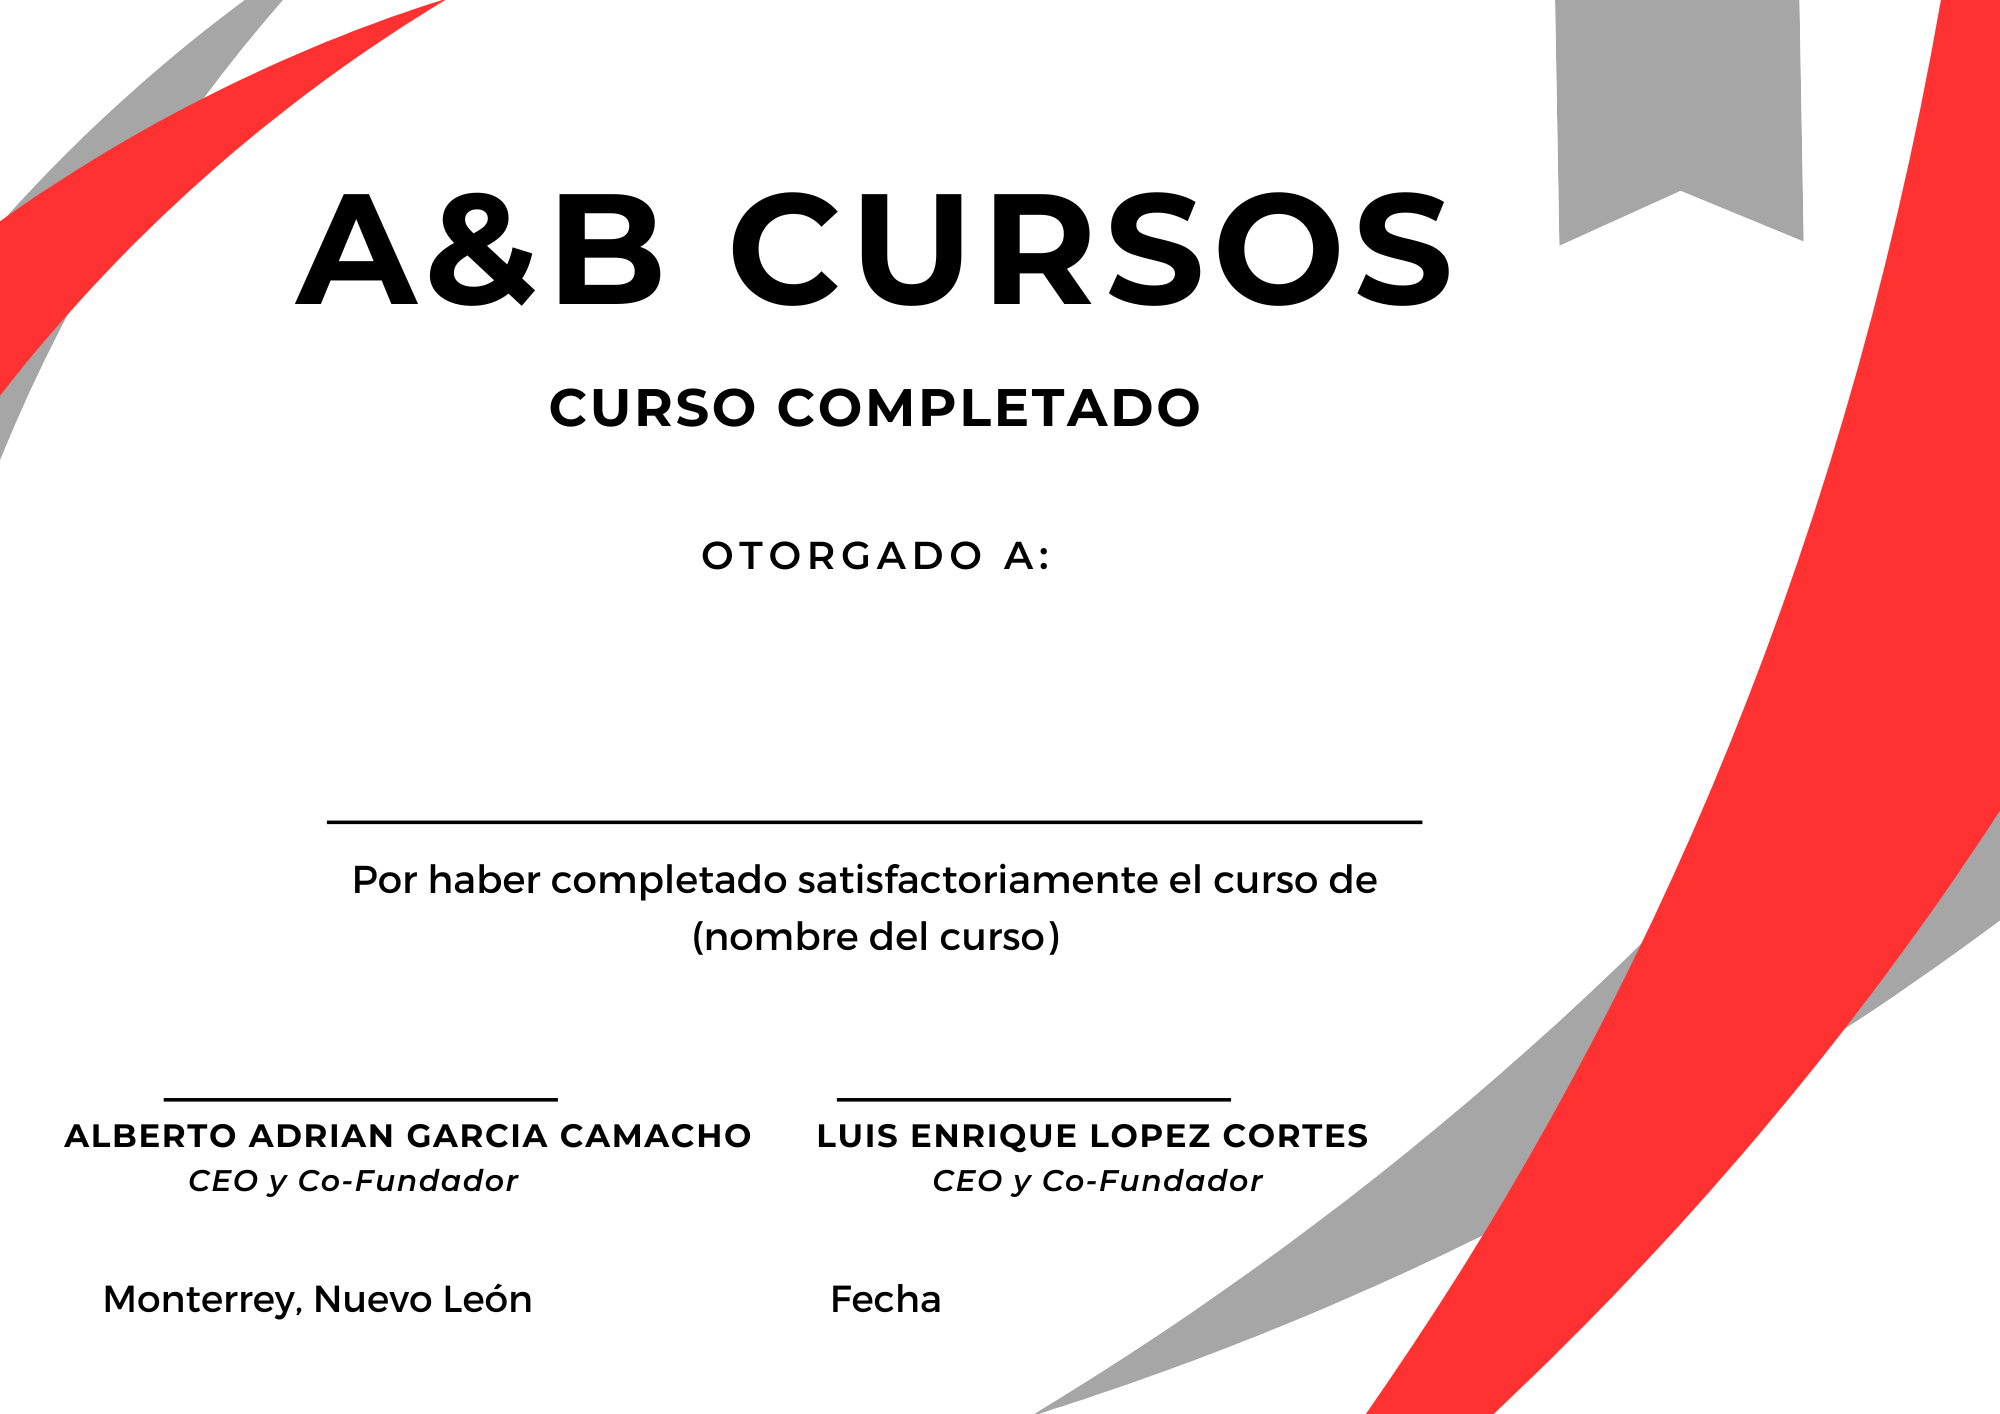 A&B CURSOS
CURSO COMPLETADO
OTORGADO A:
Por haber completado satisfactoriamente el curso de
(nombre del curso)
ALBERTO ADRIAN GARCIA CAMACHO
CEO y Co-Fundador
LUIS ENRIQUE LOPEZ CORTES
CEO y Co-Fundador
Monterrey, Nuevo León
Fecha